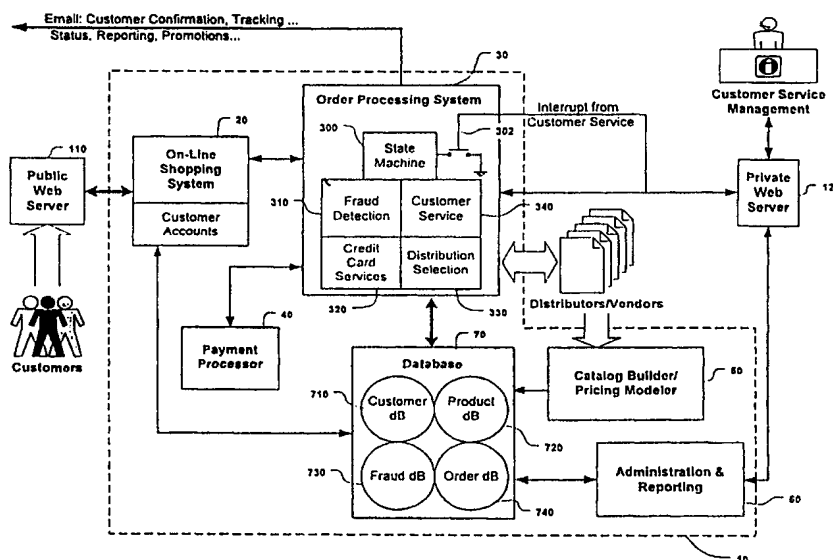 Email: Customer Confirmation, Tracking ...
Status, Reporting, Promotions...
30
Order Processing System
Interrupt from
Customer Service
302
300
State
Machine
Customer Service
Management
20
On-Line
Shopping
System
Customer
Accounts
110
Public
Web
Server
Private
Web
Server
310
Fraud
Detection
Customer
Service
340
Credit
Card
Services
Distribution
Selection
320
330
Distributors/Vendors
Customers
40
Payment
Processor
70
Database
710
Customer
dB
Product
dB
720
730
Fraud dB
Order dB
740
Catalog Builder/
Pricing Modeler
Administration &
Reporting
60
10